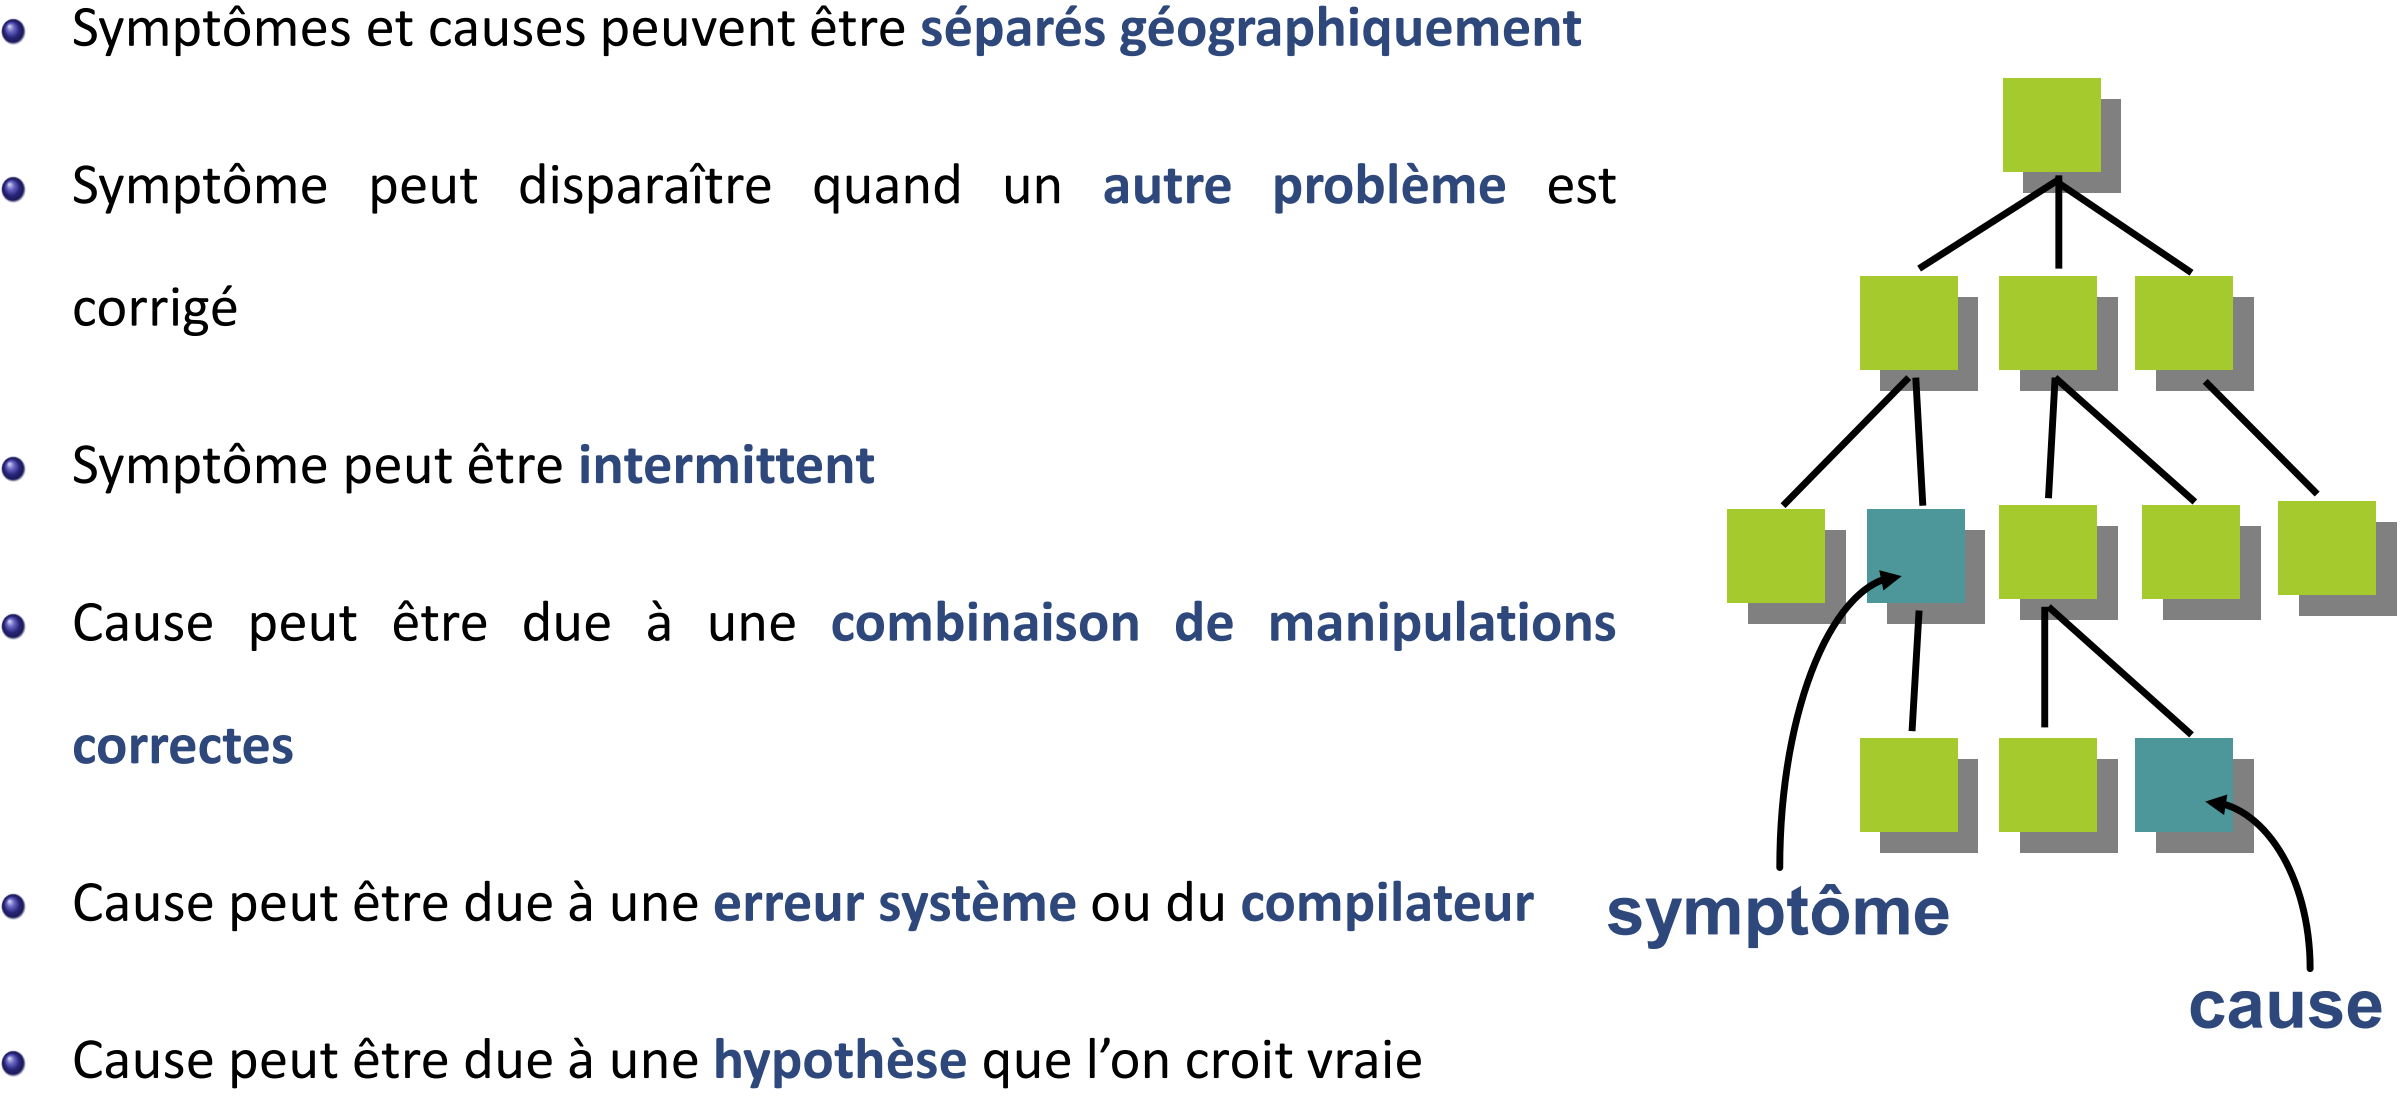 Symptômes et causes peuvent être séparés géographiquement
Symptôme peut disparaître quand un autre problème est
corrigé
Symptôme peut être intermittent
Cause peut être due à une combinaison de manipulations
correctes
Cause peut être due à une erreur système ou du compilateur
Cause peut être due à une hypothèse que l’on croit vraie
symptôme
cause